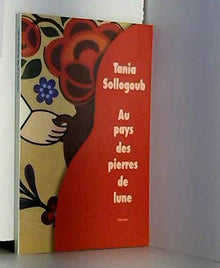 Tania
Sollogoub
Au
pays
des
pierres
de
lune